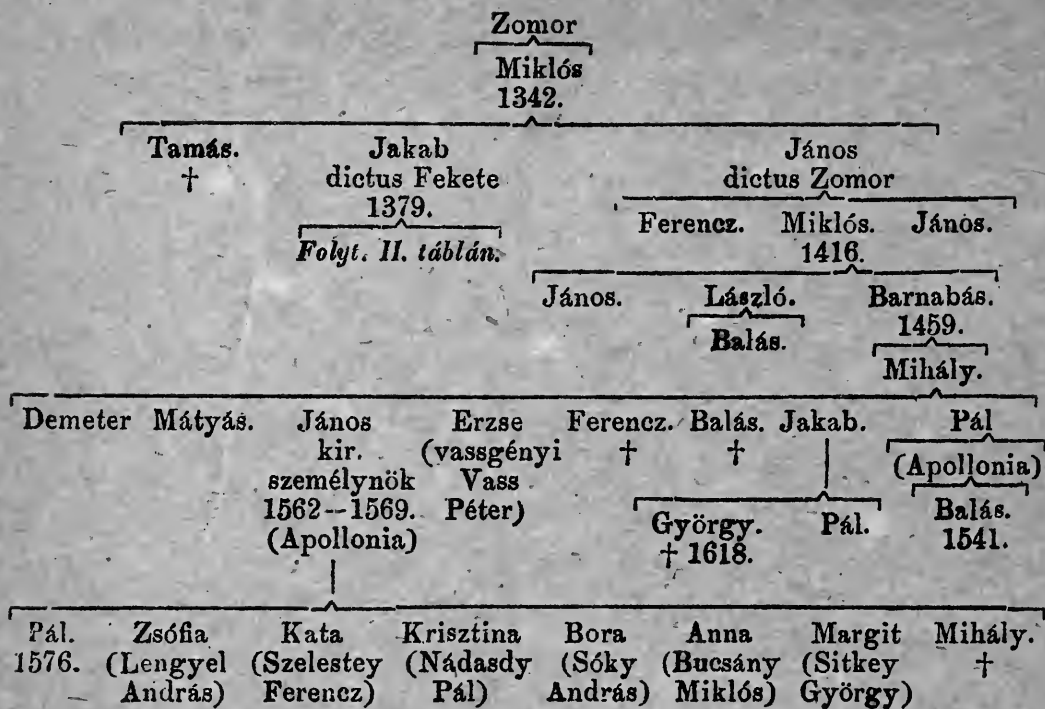 Zomor
Miklós
1342.
Tamás. Jakab János
† dictus Fekete dictus Zomor
1379. Ferencz. Miklós. János.
Folyt. II. táblán. 1416.
János. László. Barnabás.
Balás. 1459.
Mihály.
Demeter Mátyás. János Erzse Ferencz. Balás. Jakab. Pál
kir. (vassgényi † † (Apollonia)
személynök Vass Balás.
1562–1569. Péter) György. Pál. 1541.
(Apollonia) † 1618.
Pál. Zsófia Kata Krisztina Bora Anna Margit Mihály.
1576. (Lengyel (Szelestey (Nádasdy (Sóky (Bucsány (Sitkey †
András) Ferencz) Pál) András) Miklós) György)